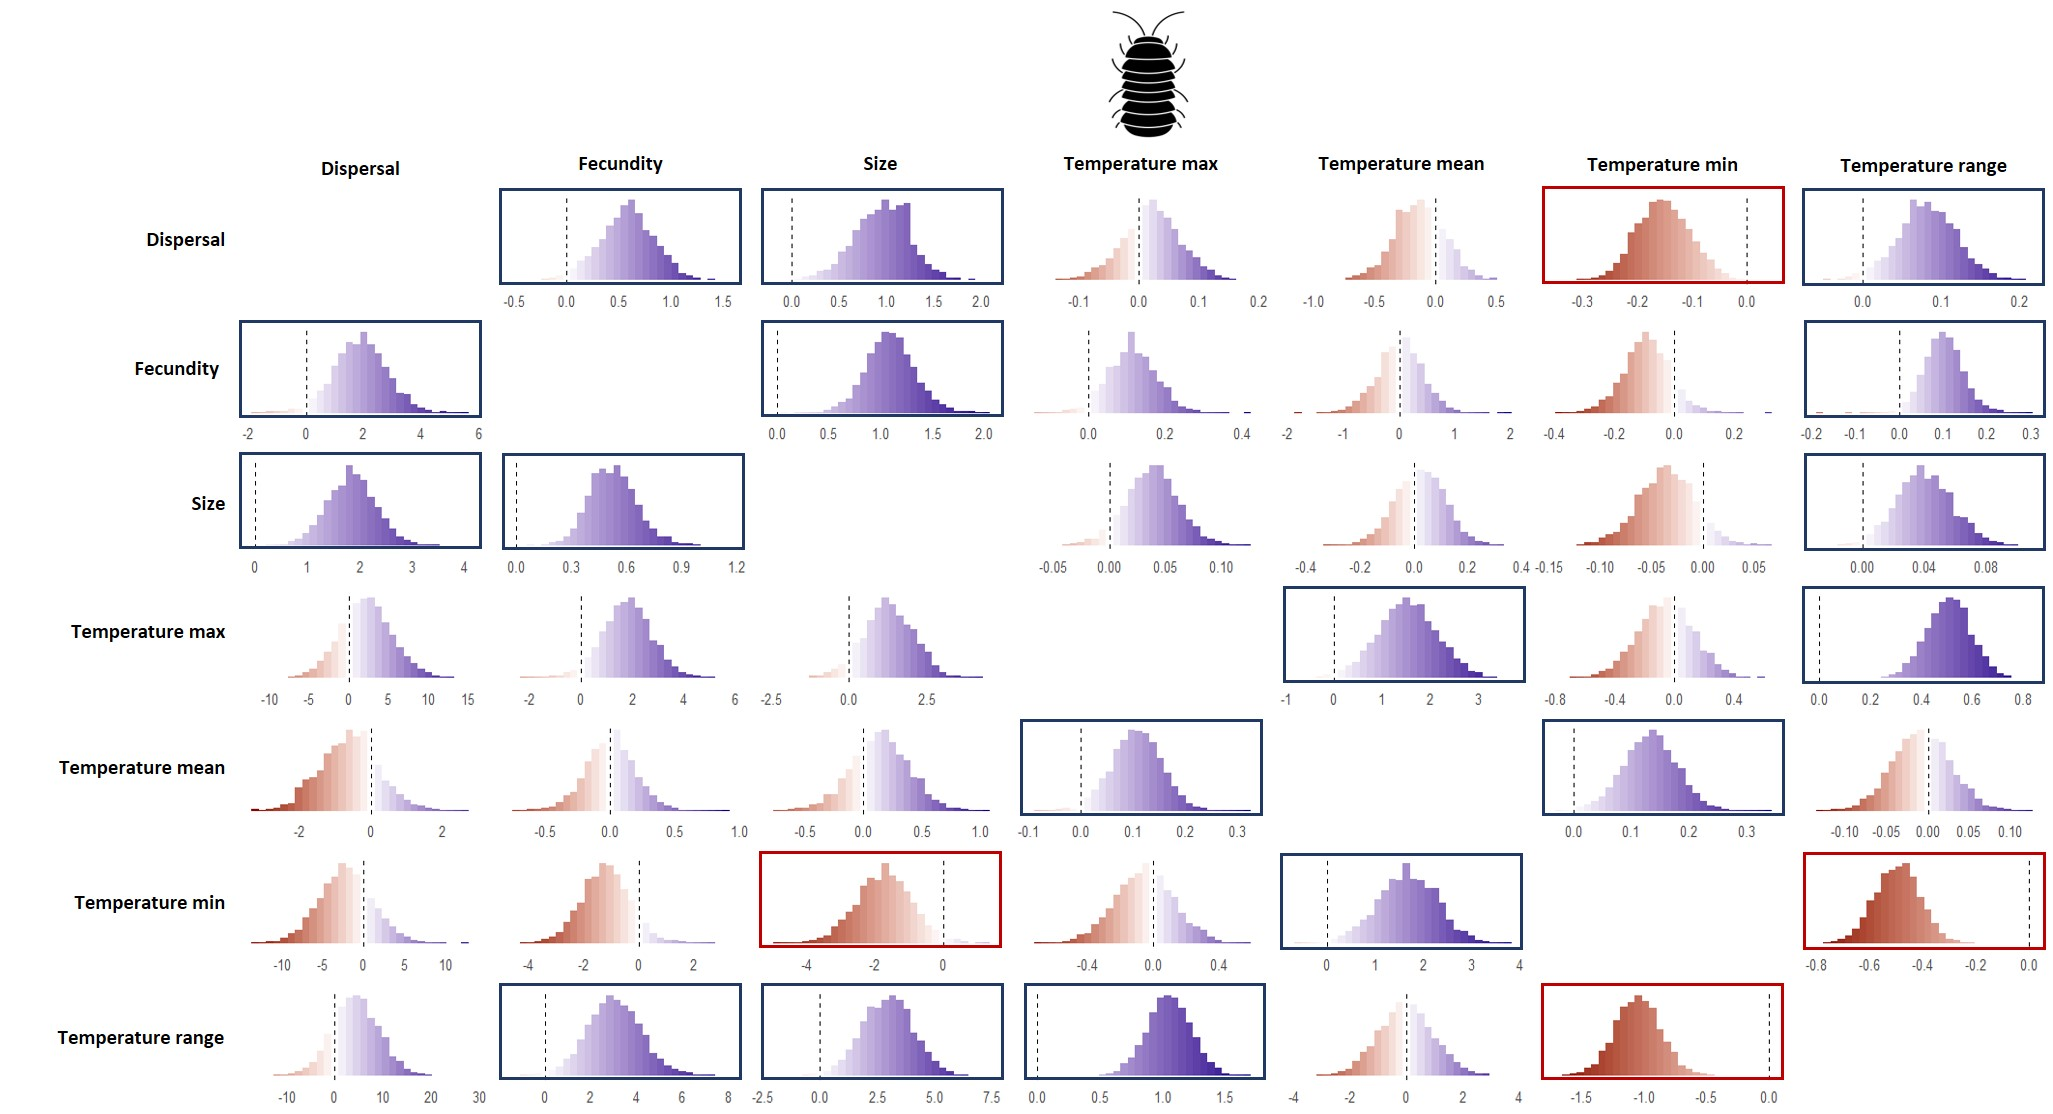 Dispersal Fecundity Size Temperature max Temperature mean Temperature min Temperature range
Dispersal
-0.5 0.0 0.5 1.0 1.5 0.0 0.5 1.0 1.5 2.0 -0.1 0.0 0.1 0.2 -1.0 -0.5 0.0 0.5 -0.3 -0.2 -0.1 0.0 0.0 0.1 0.2
Fecundity
-2 0 2 4 6 0.0 0.5 1.0 1.5 2.0 0.0 0.2 0.4 -2 -1 0 1 2 -0.4 -0.2 0.0 0.2 -0.2 -0.1 0.0 0.1 0.2 0.3
Size
0 1 2 3 4 0.0 0.3 0.6 0.9 1.2 -0.05 0.00 0.05 0.10 -0.4 -0.2 0.0 0.2 0.4 -0.15 -0.10 -0.05 0.00 0.05 0.00 0.04 0.08
Temperature max
-10 -5 0 5 10 15 -2 0 2 4 6 -2.5 0.0 2.5 -1 0 1 2 3 -0.8 -0.4 0.0 0.4 0.0 0.2 0.4 0.6 0.8
Temperature mean
-2 0 2 -0.5 0.0 0.5 1.0 -0.5 0.0 0.5 1.0 -0.1 0.0 0.1 0.2 0.3 0.0 0.1 0.2 0.3 -0.10 -0.05 0.00 0.05 0.10
Temperature min
-10 -5 0 5 10 -4 -2 0 2 -4 -2 0 -0.4 0.0 0.4 0 1 2 3 4 -0.8 -0.6 -0.4 -0.2 0.0
Temperature range
-10 0 10 20 30 0 2 4 6 8 -2.5 0.0 2.5 5.0 7.5 0.0 0.5 1.0 1.5 -4 -2 0 2 4 -1.5 -1.0 -0.5 0.0